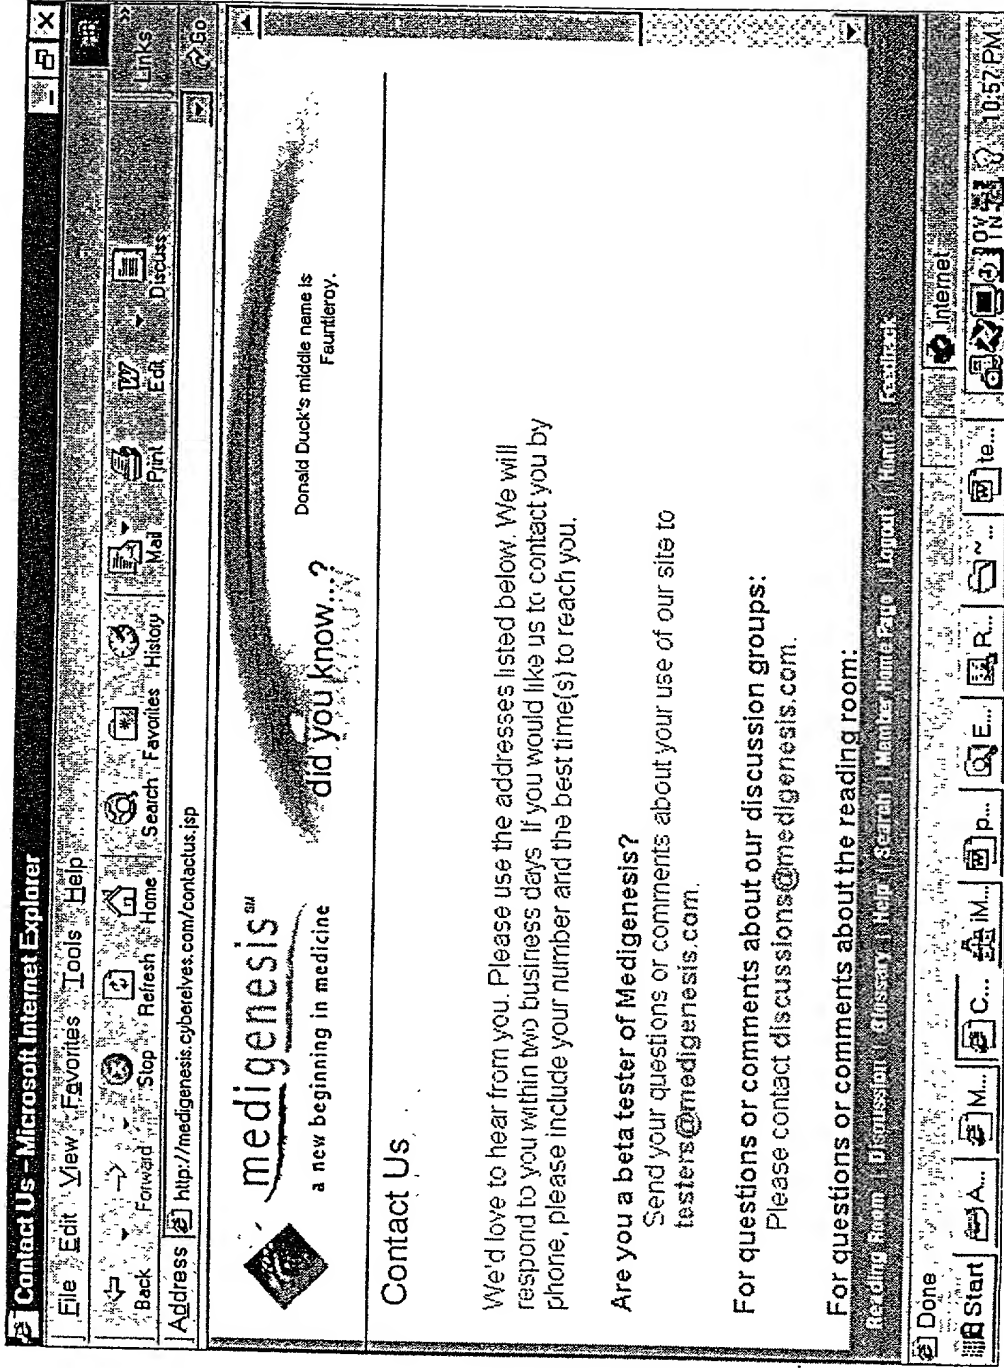 Contact Us - Microsoft Internet Explorer
File Edit View Favorites Tools Help
Back Forward Stop Refresh Home Search Favorites History Mail Print Edit Discuss
Links »
Address http://medigenesis.cyberelves.com/contactus.jsp Go
medigenesis℠
a new beginning in medicine
did you know...?
Donald Duck's middle name is
Fauntleroy.
Contact Us
We'd love to hear from you. Please use the addresses listed below. We will
respond to you within two business days. If you would like us to contact you by
phone, please include your number and the best time(s) to reach you.
Are you a beta tester of Medigenesis?
Send your questions or comments about your use of our site to
testers@medigenesis.com.
For questions or comments about our discussion groups:
Please contact discussions@medigenesis.com.
For questions or comments about the reading room:
Reading Room | Discussion | Glossary | Help | Search | Member Home Page | Logout | Home | Feedback
Done Internet
Start A... M... C... iM... p... E... R... ~... te... 10:57 PM